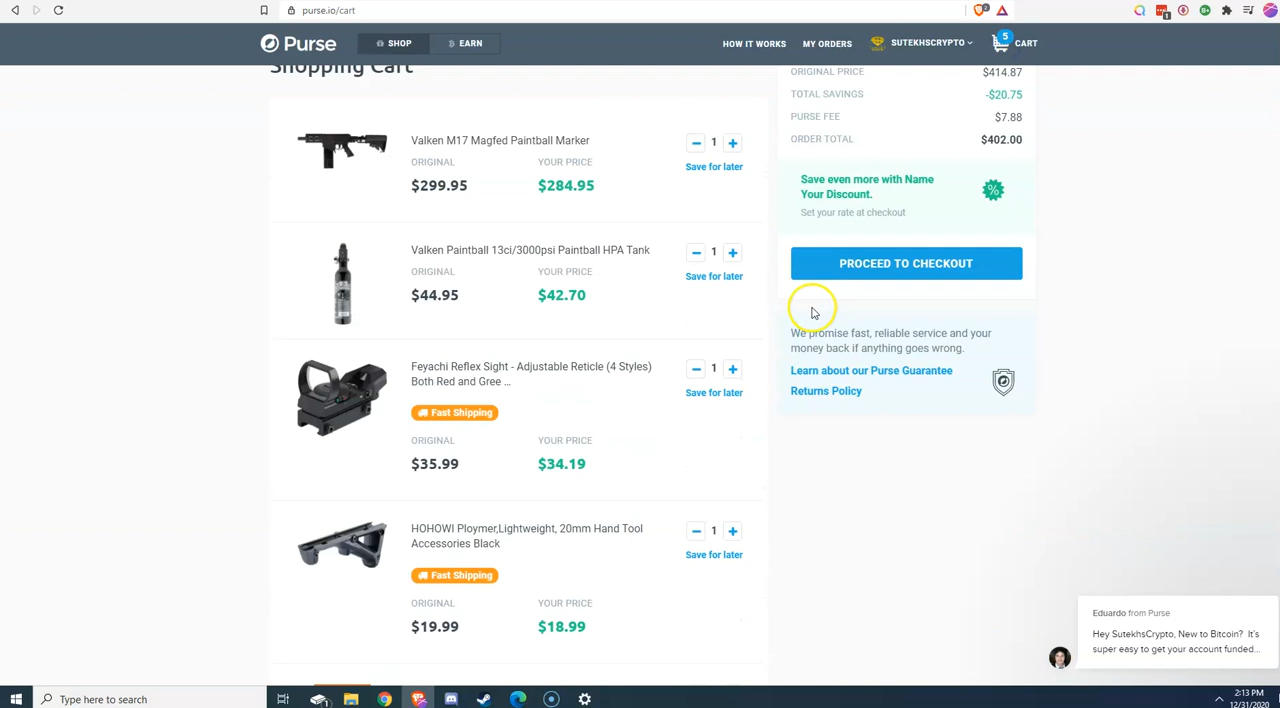 purse.io/cart
2
1
Purse
SHOP
EARN
HOW IT WORKS
MY ORDERS
SUTEKHSCRYPTO
5
CART
Shopping Cart
Valken M17 Magfed Paintball Marker
ORIGINAL
YOUR PRICE
$299.95
$284.95
1
Save for later
Valken Paintball 13ci/3000psi Paintball HPA Tank
ORIGINAL
YOUR PRICE
$44.95
$42.70
1
Save for later
Feyachi Reflex Sight - Adjustable Reticle (4 Styles)
Both Red and Gree ...
Fast Shipping
ORIGINAL
YOUR PRICE
$35.99
$34.19
1
Save for later
HOHOWI Ploymer,Lightweight, 20mm Hand Tool
Accessories Black
Fast Shipping
ORIGINAL
YOUR PRICE
$19.99
$18.99
1
Save for later
ORIGINAL PRICE
$414.87
TOTAL SAVINGS
-$20.75
PURSE FEE
$7.88
ORDER TOTAL
$402.00
Save even more with Name
Your Discount.
%
Set your rate at checkout
PROCEED TO CHECKOUT
We promise fast, reliable service and your
money back if anything goes wrong.
Learn about our Purse Guarantee
Returns Policy
Eduardo from Purse
Hey SutekhsCrypto, New to Bitcoin? It's
super easy to get your account funded...
Type here to search
2:13 PM
12/31/2020